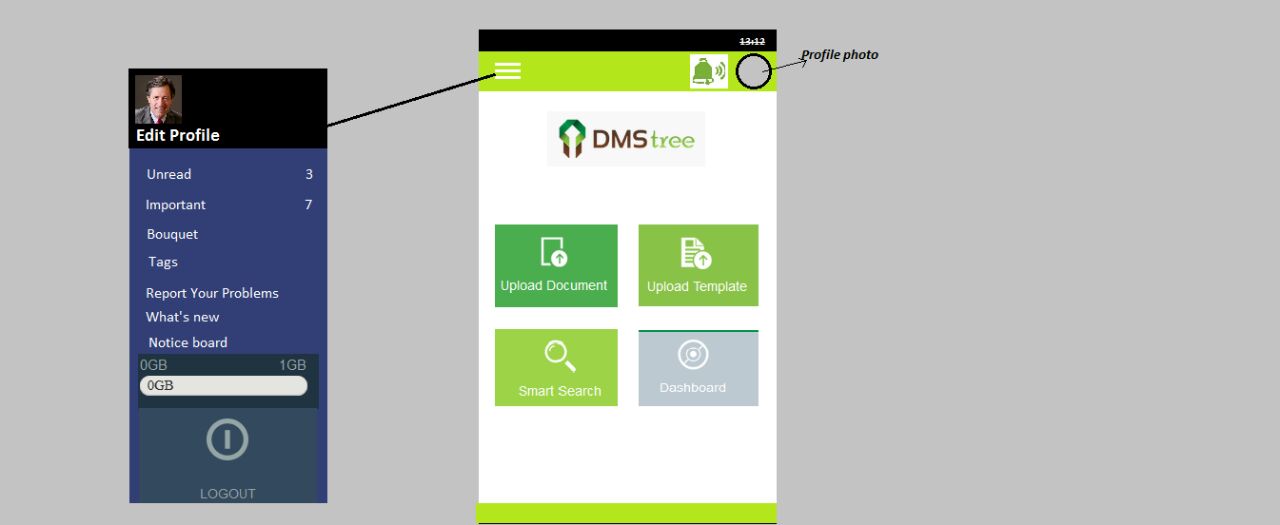 13:12
Profile photo
Edit Profile
Unread 3
Important 7
Bouquet
Tags
Report Your Problems
What's new
Notice board
0GB 1GB
0GB
LOGOUT
DMStree
Upload Document
Upload Template
Smart Search
Dashboard